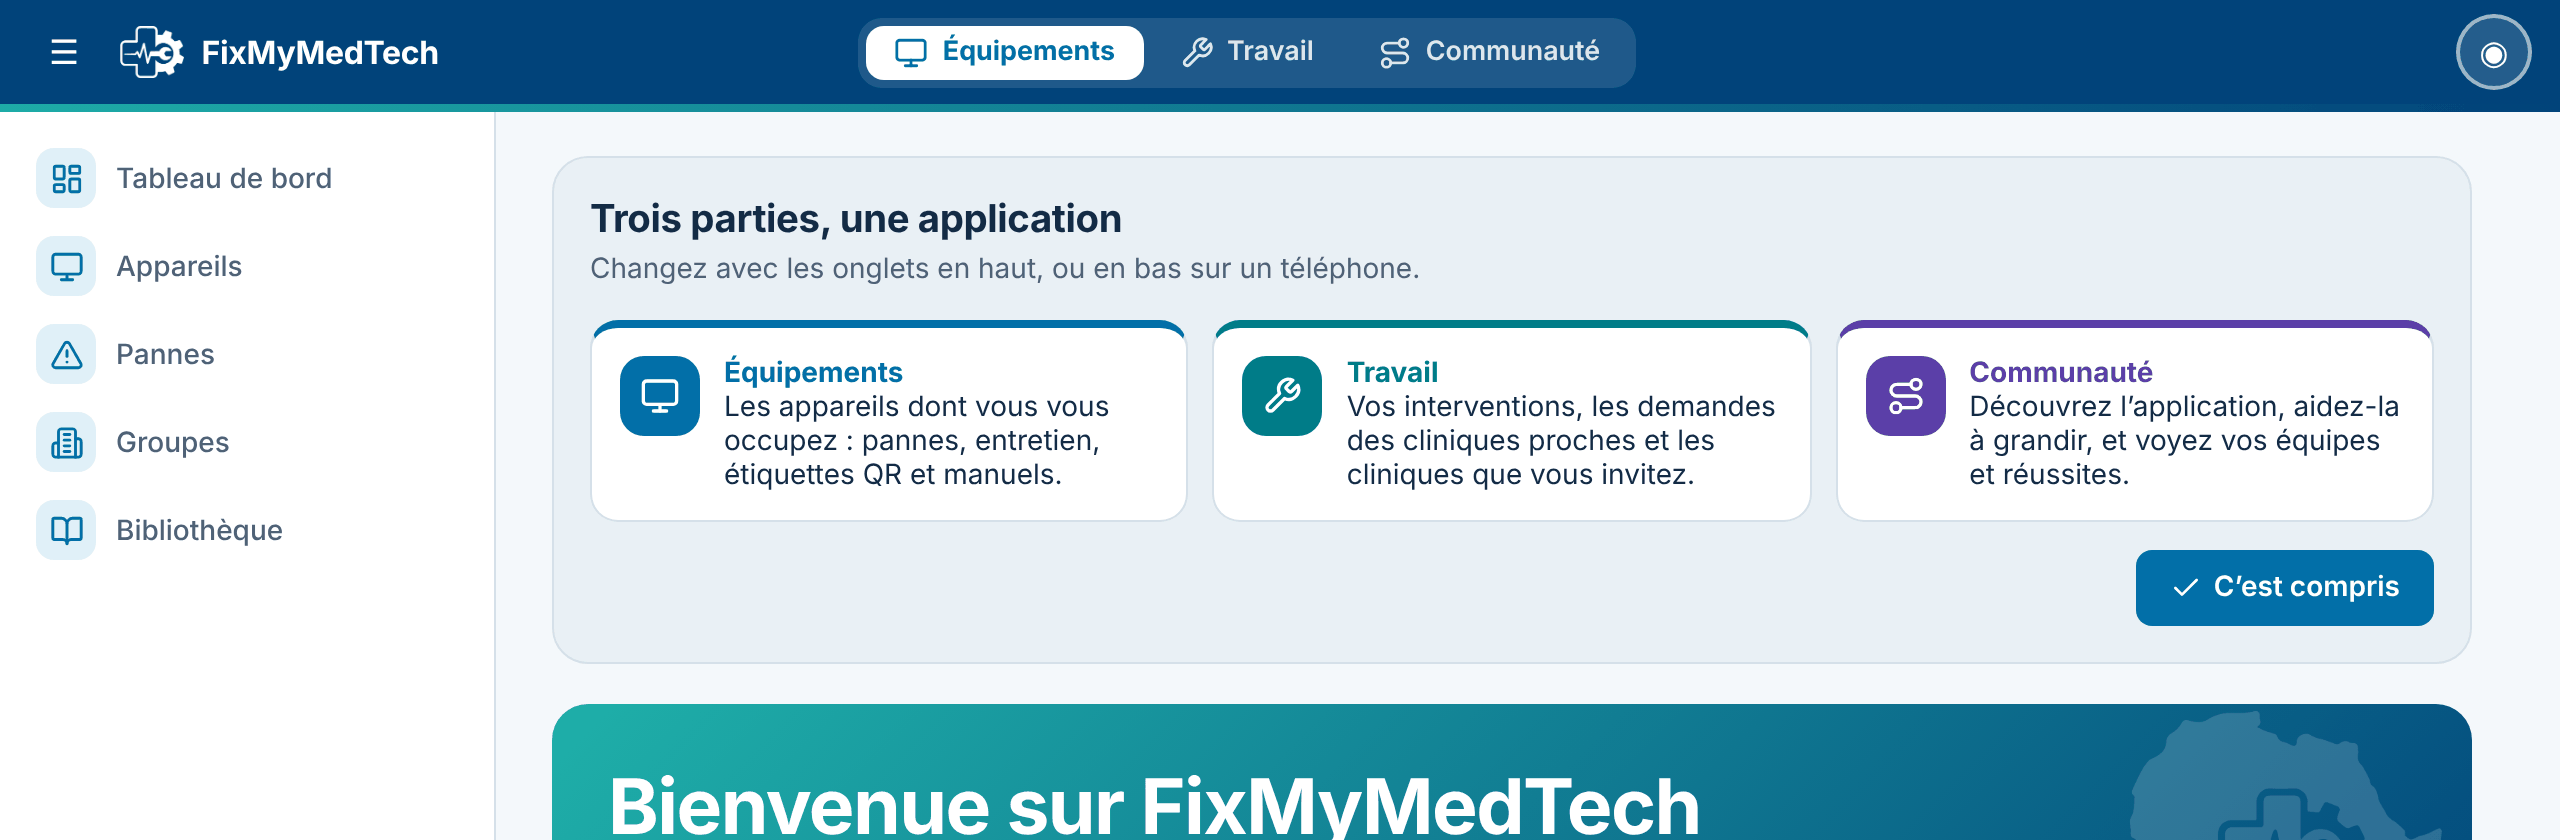 FixMyMedTech
Équipements
Travail
Communauté
Tableau de bord
Appareils
Pannes
Groupes
Bibliothèque
Trois parties, une application
Changez avec les onglets en haut, ou en bas sur un téléphone.
Équipements
Les appareils dont vous vous
occupez : pannes, entretien,
étiquettes QR et manuels.
Travail
Vos interventions, les demandes
des cliniques proches et les
cliniques que vous invitez.
Communauté
Découvrez l’application, aidez-la
à grandir, et voyez vos équipes
et réussites.
C’est compris
Bienvenue sur FixMyMedTech